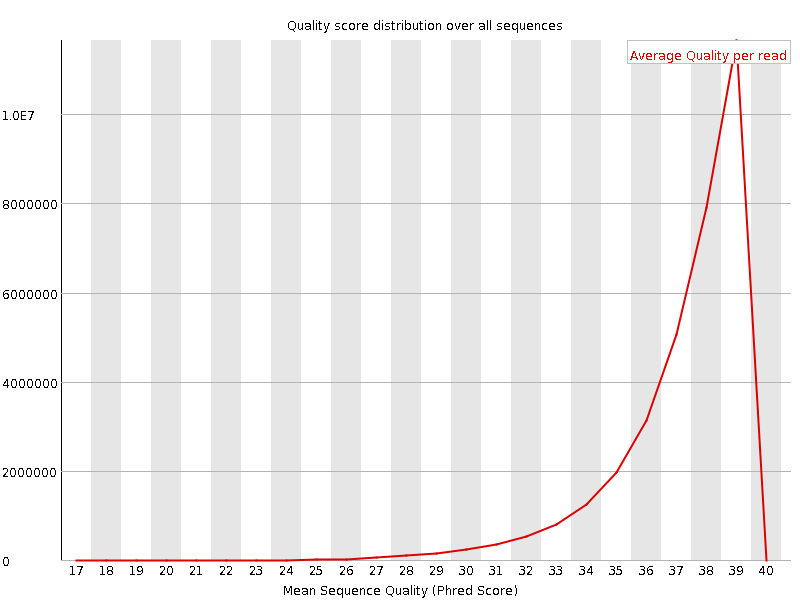 Quality score distribution over all sequences
Average Quality per read
1.0E7
8000000
6000000
4000000
2000000
0
17 18 19 20 21 22 23 24 25 26 27 28 29 30 31 32 33 34 35 36 37 38 39 40
Mean Sequence Quality (Phred Score)